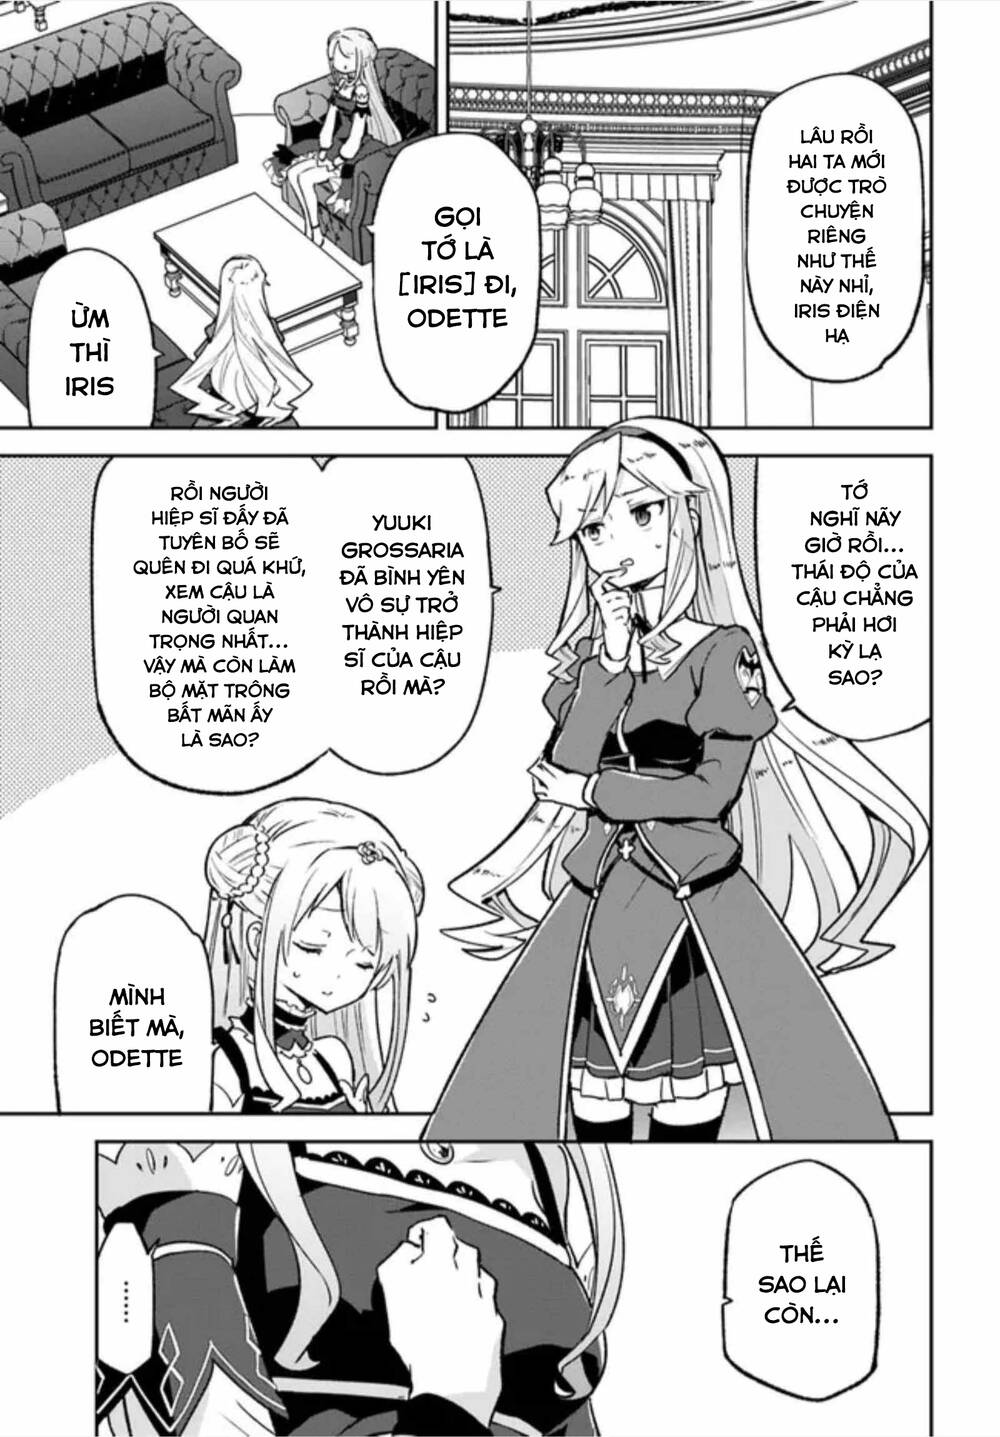 LÂU RỒI
HAI TA MỚI
ĐƯỢC TRÒ
CHUYỆN
RIÊNG
NHƯ THẾ
NÀY NHỈ,
IRIS ĐIỆN
HẠ
GỌI
TỚ LÀ
[IRIS] ĐI,
ODETTE
ỪM
THÌ
IRIS
TỚ
NGHĨ NÃY
GIỜ RỒI...
THÁI ĐỘ CỦA
CẬU CHẲNG
PHẢI HƠI
KỲ LẠ
SAO?
YUUKI
GROSSARIA
ĐÃ BÌNH YÊN
VÔ SỰ TRỞ
THÀNH HIỆP
SĨ CỦA CẬU
RỒI MÀ?
RỒI NGƯỜI
HIỆP SĨ ĐẤY ĐÃ
TUYÊN BỐ SẼ
QUÊN ĐI QUÁ KHỨ,
XEM CẬU LÀ
NGƯỜI QUAN
TRỌNG NHẤT...
VẬY MÀ CÒN LÀM
BỘ MẶT TRÔNG
BẤT MÃN ẤY
LÀ SAO?
MÌNH
BIẾT MÀ,
ODETTE
THẾ
SAO LẠI
CÒN...
........